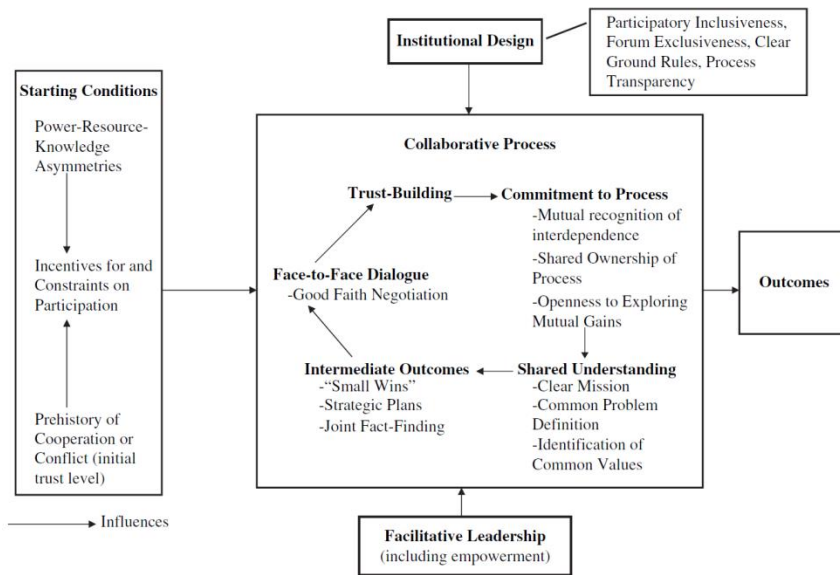 Institutional Design
Participatory Inclusiveness,
Forum Exclusiveness, Clear
Ground Rules, Process
Transparency
Starting Conditions
Power-Resource-
Knowledge
Asymmetries
Incentives for and
Constraints on
Participation
Prehistory of
Cooperation or
Conflict (initial
trust level)
Influences
Collaborative Process
Trust-Building
Commitment to Process
-Mutual recognition of
interdependence
-Shared Ownership of
Process
-Openness to Exploring
Mutual Gains
Face-to-Face Dialogue
-Good Faith Negotiation
Intermediate Outcomes
-“Small Wins”
-Strategic Plans
-Joint Fact-Finding
Shared Understanding
-Clear Mission
-Common Problem
Definition
-Identification of
Common Values
Outcomes
Facilitative Leadership
(including empowerment)